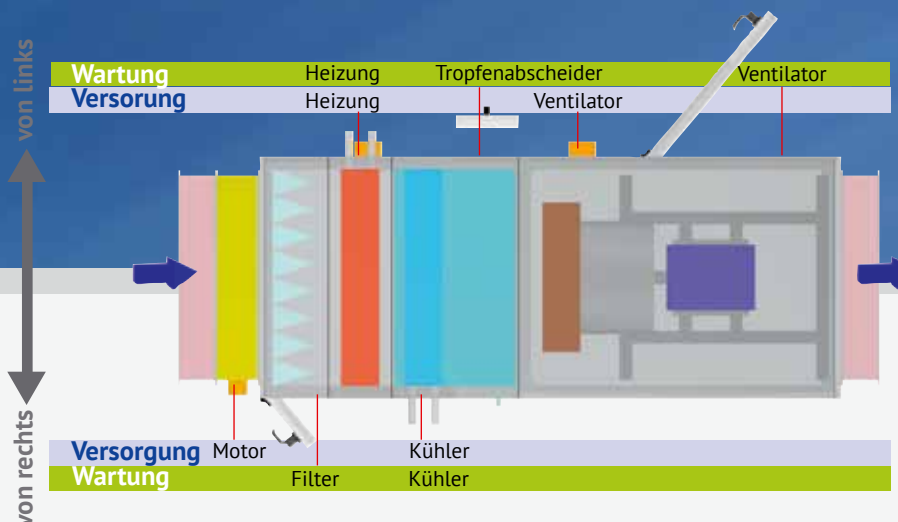 von links
Wartung Heizung Tropfenabscheider Ventilator
Versorung Heizung Ventilator
von rechts
Versorgung Motor Kühler
Wartung Filter Kühler